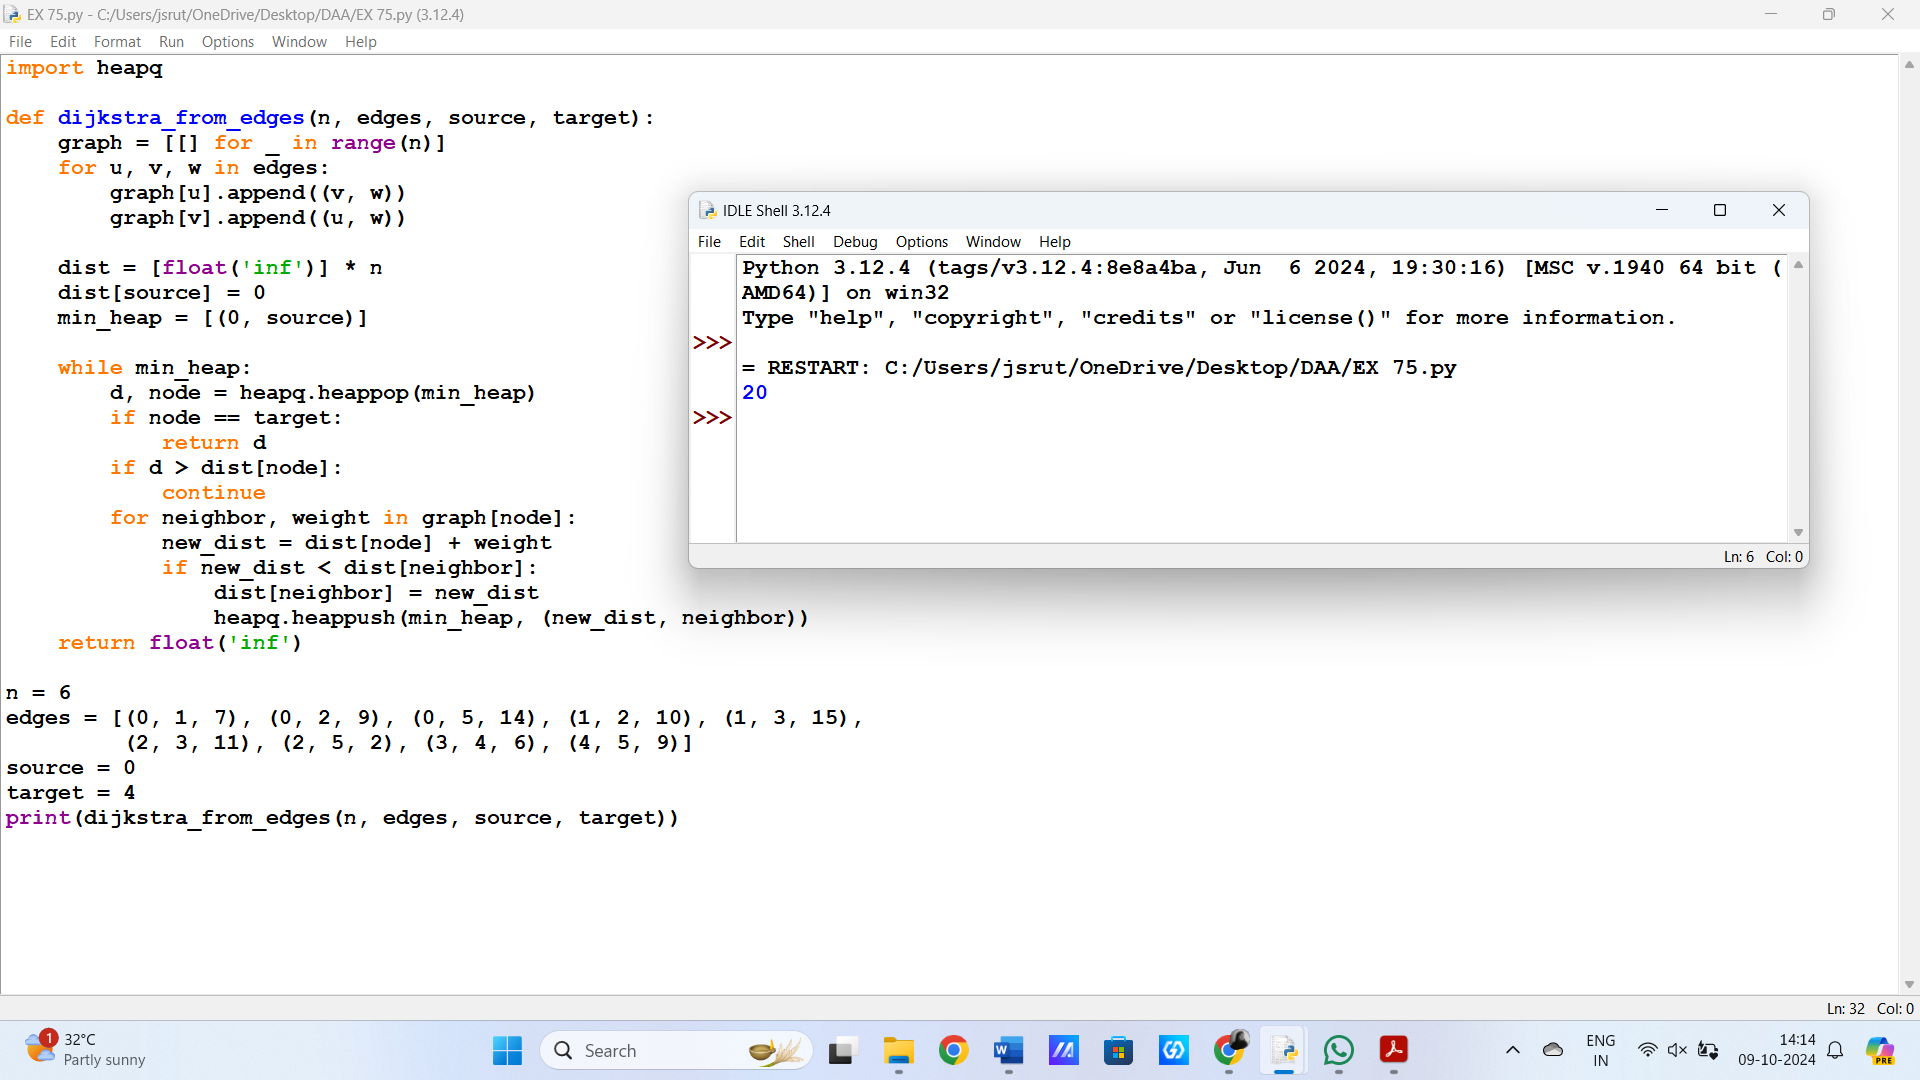 EX 75.py - C:/Users/jsrut/OneDrive/Desktop/DAA/EX 75.py (3.12.4)
File Edit Format Run Options Window Help
import heapq

def dijkstra_from_edges(n, edges, source, target):
    graph = [[] for _ in range(n)]
    for u, v, w in edges:
        graph[u].append((v, w))
        graph[v].append((u, w))

    dist = [float('inf')] * n
    dist[source] = 0
    min_heap = [(0, source)]

    while min_heap:
        d, node = heapq.heappop(min_heap)
        if node == target:
            return d
        if d > dist[node]:
            continue
        for neighbor, weight in graph[node]:
            new_dist = dist[node] + weight
            if new_dist < dist[neighbor]:
                dist[neighbor] = new_dist
                heapq.heappush(min_heap, (new_dist, neighbor))
    return float('inf')

n = 6
edges = [(0, 1, 7), (0, 2, 9), (0, 5, 14), (1, 2, 10), (1, 3, 15),
         (2, 3, 11), (2, 5, 2), (3, 4, 6), (4, 5, 9)]
source = 0
target = 4
print(dijkstra_from_edges(n, edges, source, target))
Ln: 32 Col: 0
IDLE Shell 3.12.4
File Edit Shell Debug Options Window Help
Python 3.12.4 (tags/v3.12.4:8e8a4ba, Jun  6 2024, 19:30:16) [MSC v.1940 64 bit (
AMD64)] on win32
Type "help", "copyright", "credits" or "license()" for more information.
>>>
= RESTART: C:/Users/jsrut/OneDrive/Desktop/DAA/EX 75.py
20
>>>
Ln: 6 Col: 0
1
32°C
Partly sunny
Search
W
PRE
ENG
IN
14:14
09-10-2024